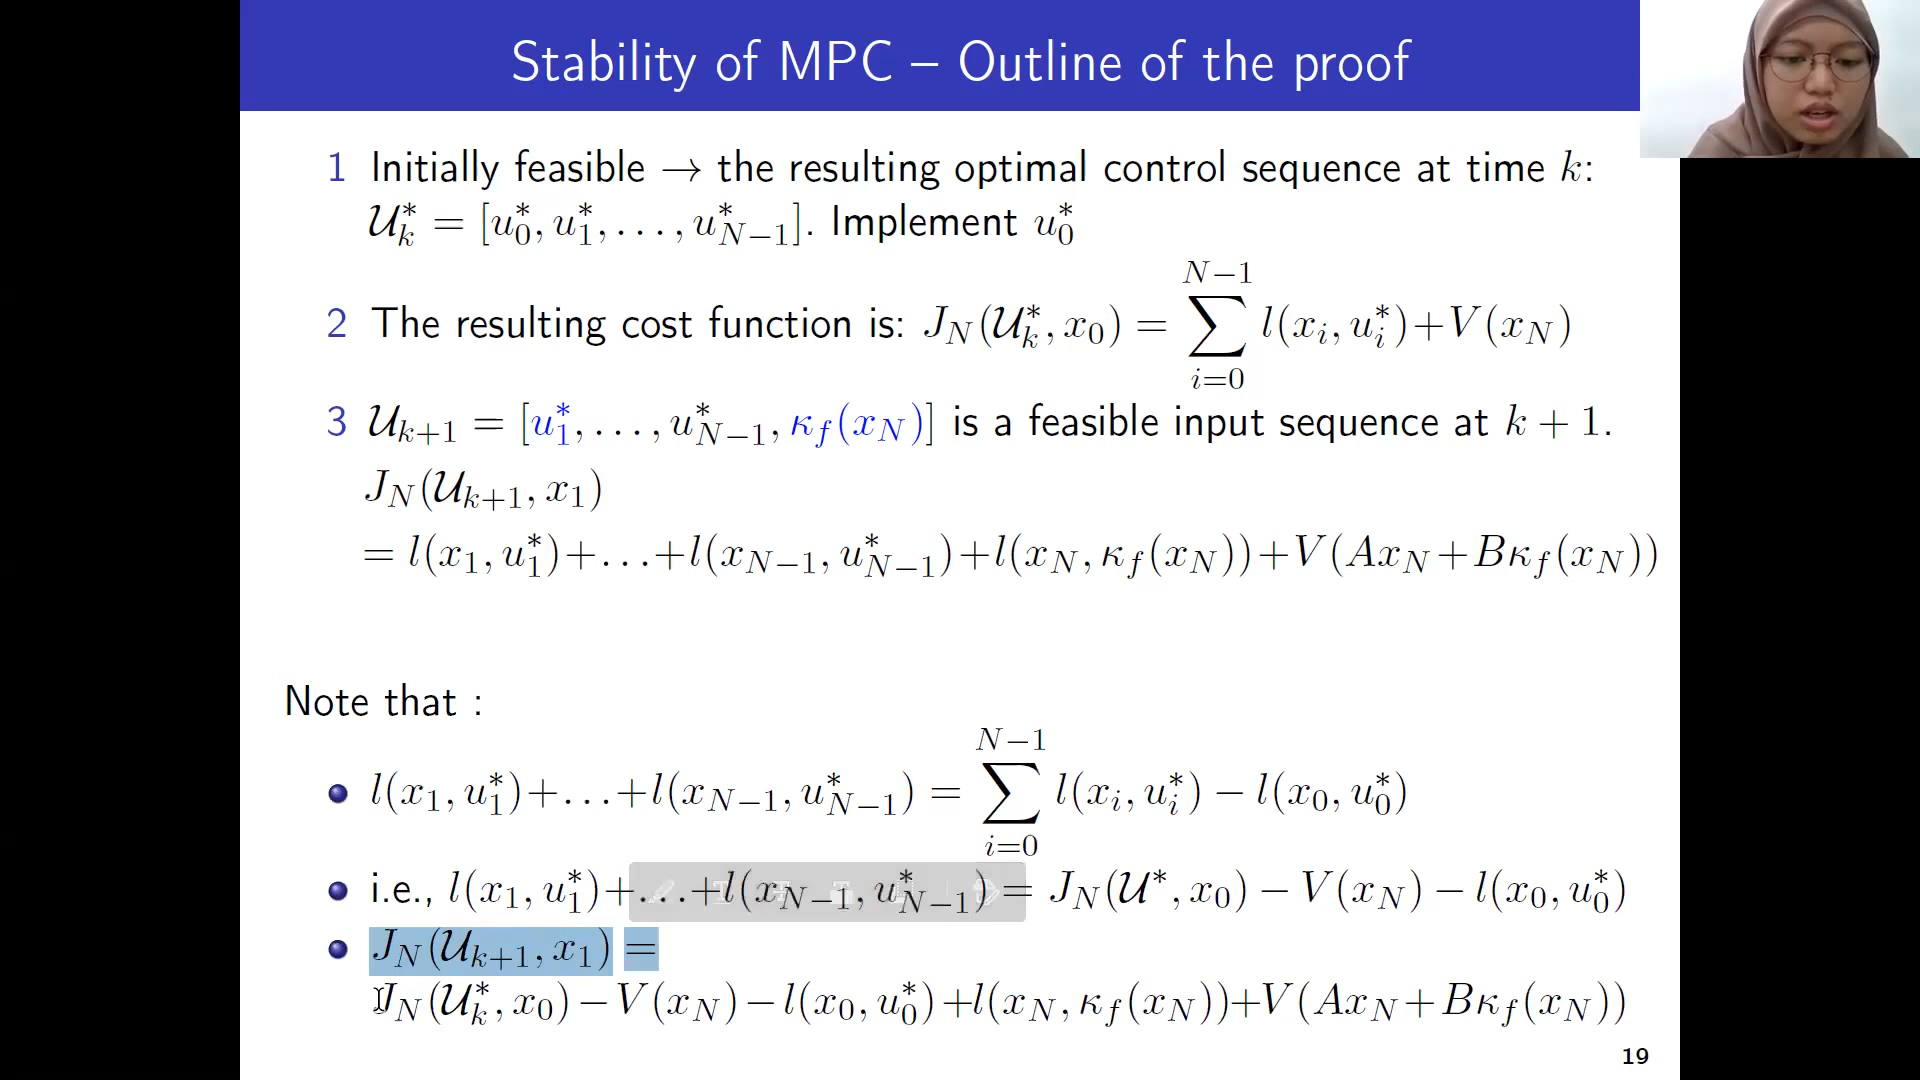 Stability of MPC – Outline of the proof
1 Initially feasible → the resulting optimal control sequence at time k:
𝒰*_k = [u*_0, u*_1, . . . , u*_{N−1}]. Implement u*_0
2 The resulting cost function is: J_N(𝒰*_k, x_0) = ∑_{i=0}^{N−1} l(x_i, u*_i)+V(x_N)
3 𝒰_{k+1} = [u*_1, . . . , u*_{N−1}, κ_f(x_N)] is a feasible input sequence at k + 1.
J_N(𝒰_{k+1}, x_1)
= l(x_1, u*_1)+. . .+l(x_{N−1}, u*_{N−1})+l(x_N, κ_f(x_N))+V(Ax_N+Bκ_f(x_N))
Note that :
• l(x_1, u*_1)+. . .+l(x_{N−1}, u*_{N−1}) = ∑_{i=0}^{N−1} l(x_i, u*_i) − l(x_0, u*_0)
• i.e., l(x_1, u*_1)+. . .+l(x_{N−1}, u*_{N−1}) = J_N(𝒰*, x_0) − V(x_N) − l(x_0, u*_0)
• J_N(𝒰_{k+1}, x_1) =
J_N(𝒰*_k, x_0)−V(x_N)−l(x_0, u*_0)+l(x_N, κ_f(x_N))+V(Ax_N+Bκ_f(x_N))
19